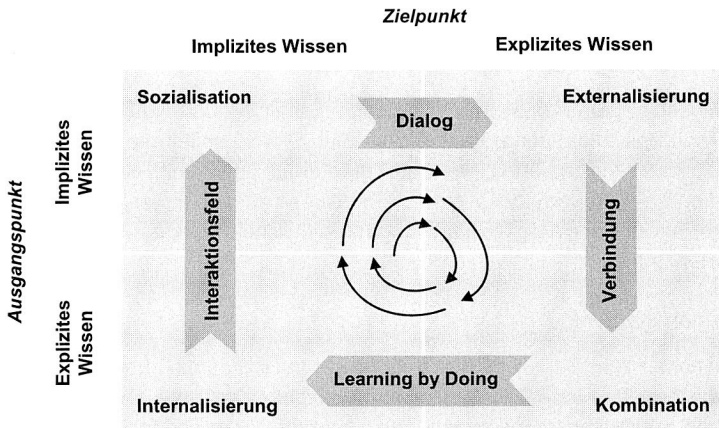 Zielpunkt
Implizites Wissen
Explizites Wissen
Ausgangspunkt
Implizites
Wissen
Explizites
Wissen
Sozialisation
Externalisierung
Dialog
Interaktionsfeld
Verbindung
Learning by Doing
Internalisierung
Kombination